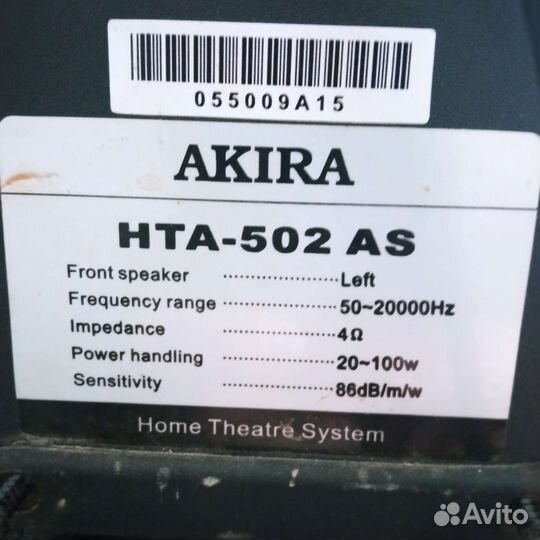 055009A15
AKIRA
HTA-502 AS
Front speaker ..................... Left
Frequency range ..................... 50~20000Hz
Impedance ..................... 4Ω
Power handling ..................... 20~100w
Sensitivity ..................... 86dB/m/w
Home Theatre System
Avito